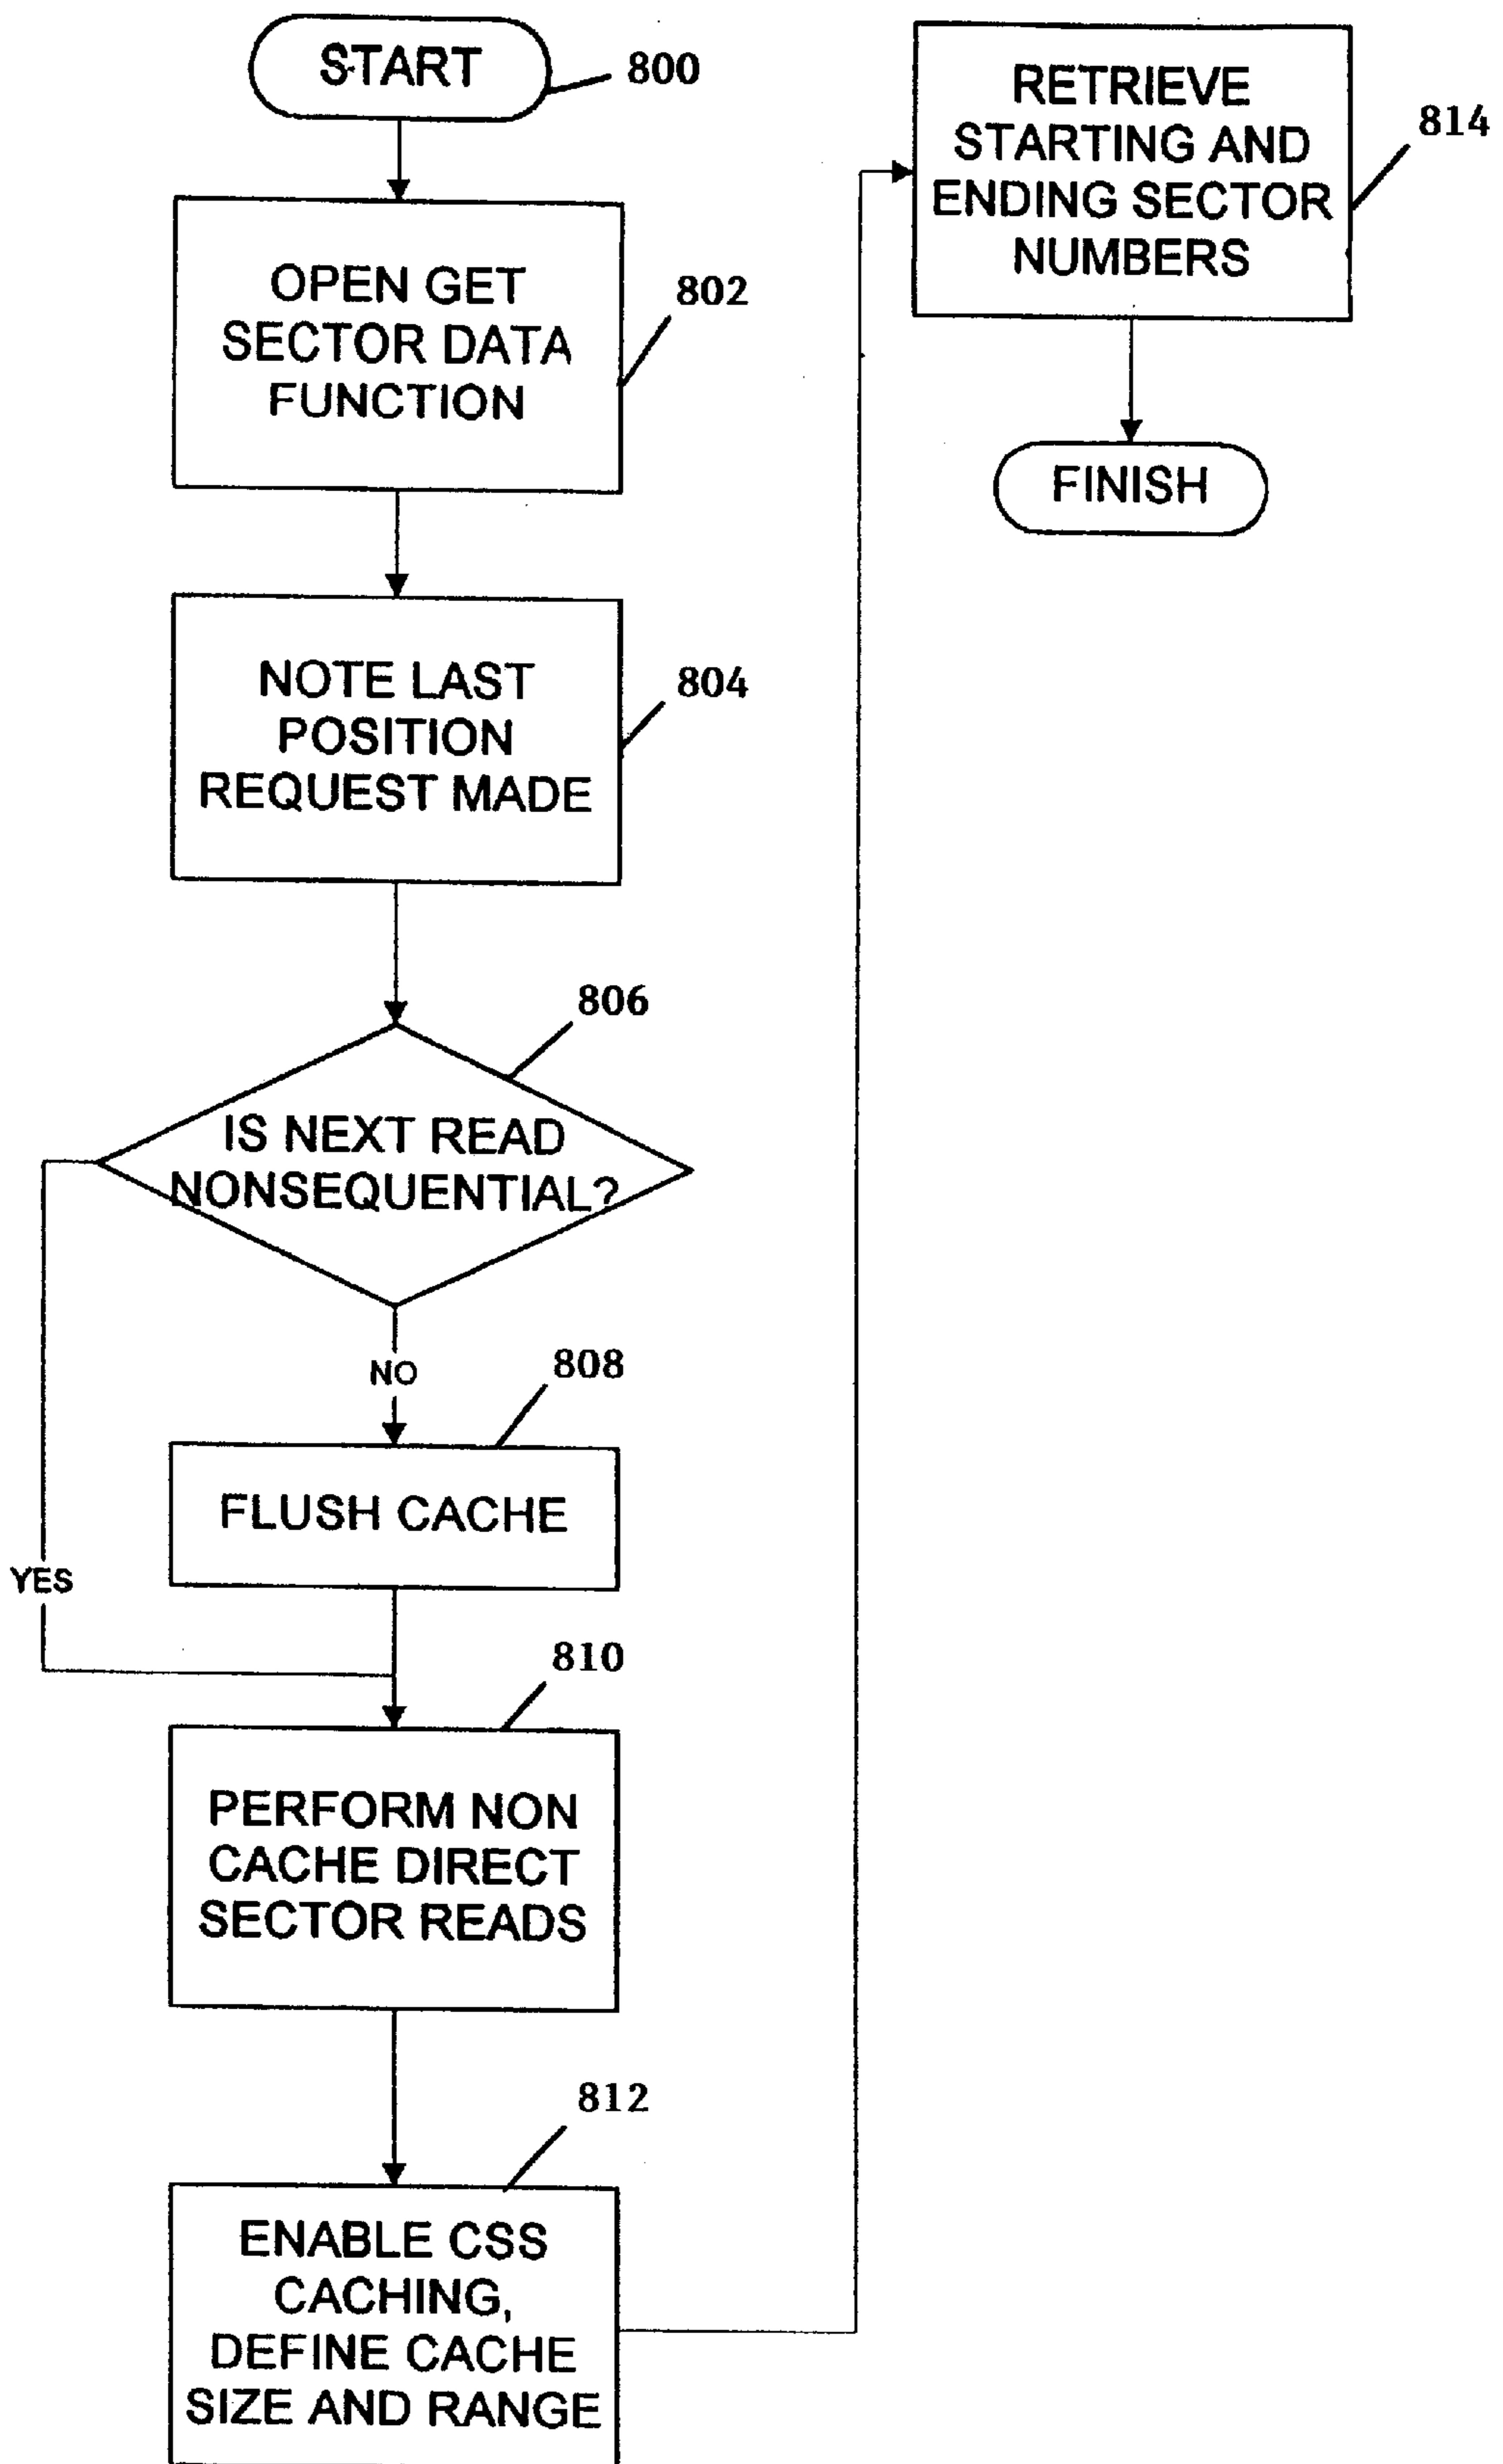 START
800
OPEN GET
SECTOR DATA
FUNCTION
802
NOTE LAST
POSITION
REQUEST MADE
804
806
IS NEXT READ
NONSEQUENTIAL?
NO
808
FLUSH CACHE
YES
810
PERFORM NON
CACHE DIRECT
SECTOR READS
812
ENABLE CSS
CACHING,
DEFINE CACHE
SIZE AND RANGE
RETRIEVE
STARTING AND
ENDING SECTOR
NUMBERS
814
FINISH